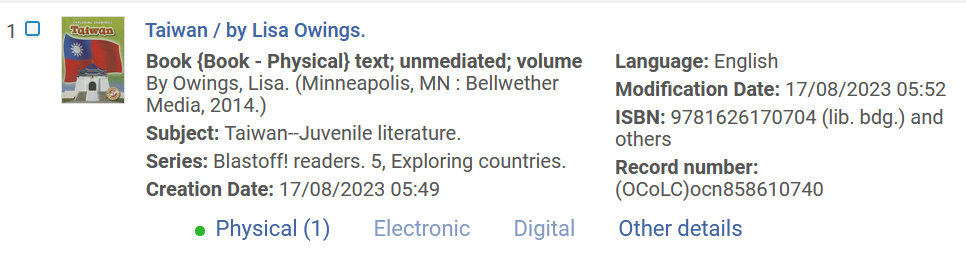 1
Taiwan
Taiwan / by Lisa Owings.
Book {Book - Physical} text; unmediated; volume
By Owings, Lisa. (Minneapolis, MN : Bellwether
Media, 2014.)
Subject: Taiwan--Juvenile literature.
Series: Blastoff! readers. 5, Exploring countries.
Creation Date: 17/08/2023 05:49
Language: English
Modification Date: 17/08/2023 05:52
ISBN: 9781626170704 (lib. bdg.) and
others
Record number:
(OCoLC)ocn858610740
Physical (1) Electronic Digital Other details